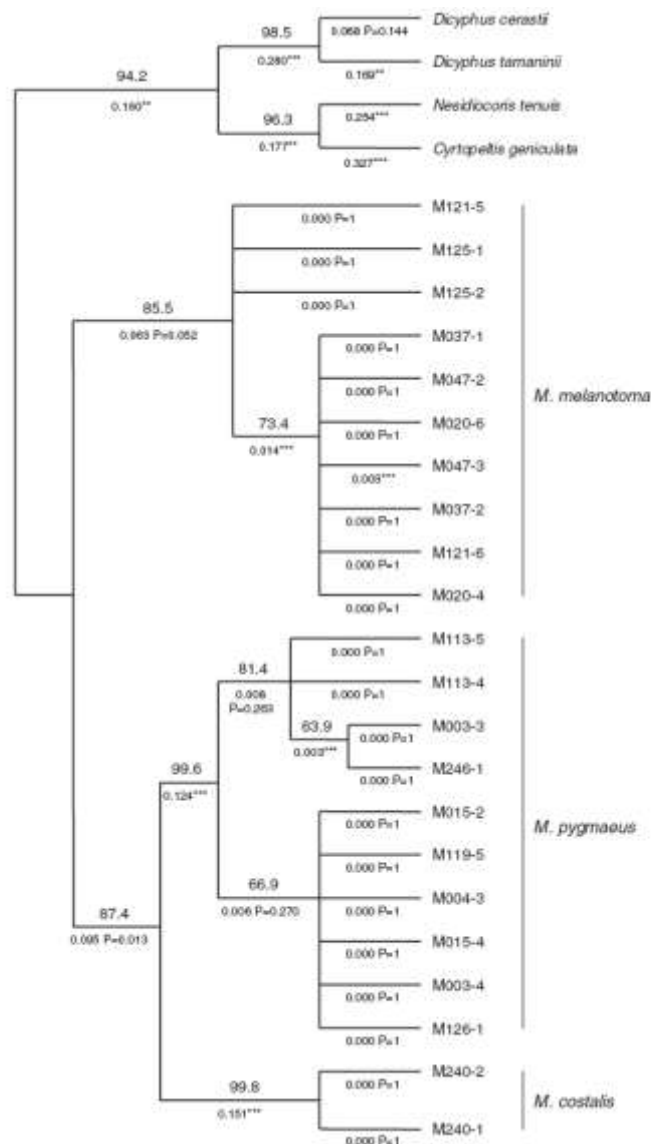 98.5
0.068 P=0.144
Dicyphus cerastii
0.280***
94.2
0.169**
Dicyphus tamaninii
0.160**
96.3
0.254***
Nesidiocoris tenuis
0.177**
0.327***
Cyrtopeltis geniculata
0.000 P=1
M121-5
0.000 P=1
M125-1
0.000 P=1
M125-2
85.5
0.063 P=0.052
0.000 P=1
M037-1
0.000 P=1
M047-2
M. melanotoma
73.4
0.014***
0.000 P=1
M020-6
0.003***
M047-3
0.000 P=1
M037-2
0.000 P=1
M121-6
0.000 P=1
M020-4
0.000 P=1
M113-5
81.4
0.006
P=0.263
0.000 P=1
M113-4
63.9
0.003***
0.000 P=1
M003-3
0.000 P=1
M246-1
99.6
0.124***
0.000 P=1
M015-2
M. pygmaeus
0.000 P=1
M119-5
66.9
0.006 P=0.270
0.000 P=1
M004-3
87.4
0.095 P=0.013
0.000 P=1
M015-4
0.000 P=1
M003-4
0.000 P=1
M126-1
99.8
0.151***
0.000 P=1
M240-2
M. costalis
0.000 P=1
M240-1